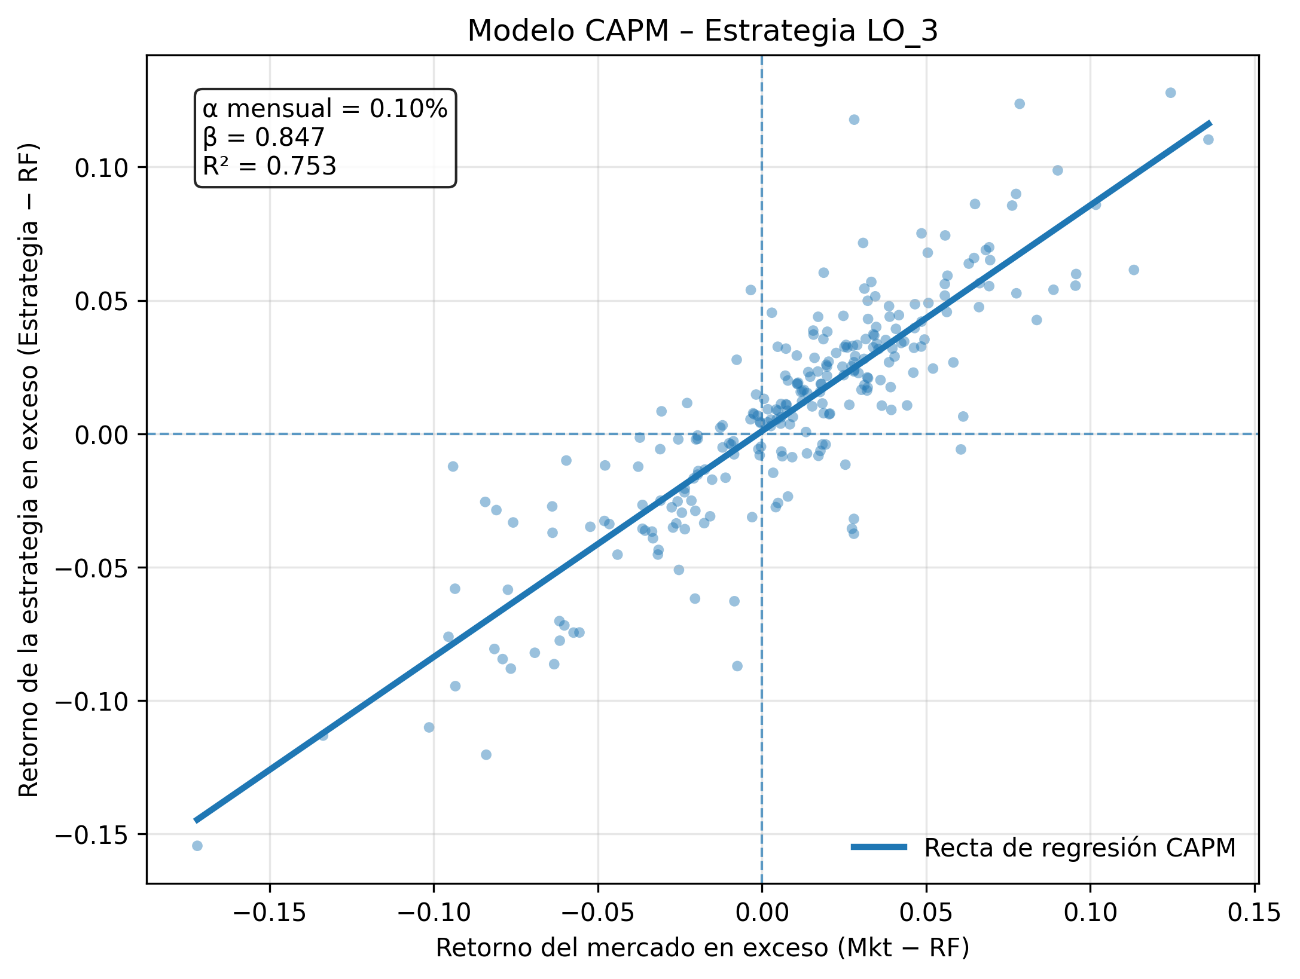 Modelo CAPM – Estrategia LO_3
α mensual = 0.10%
β = 0.847
R² = 0.753
Retorno de la estrategia en exceso (Estrategia − RF)
0.10
0.05
0.00
−0.05
−0.10
−0.15
Recta de regresión CAPM
−0.15 −0.10 −0.05 0.00 0.05 0.10 0.15
Retorno del mercado en exceso (Mkt − RF)